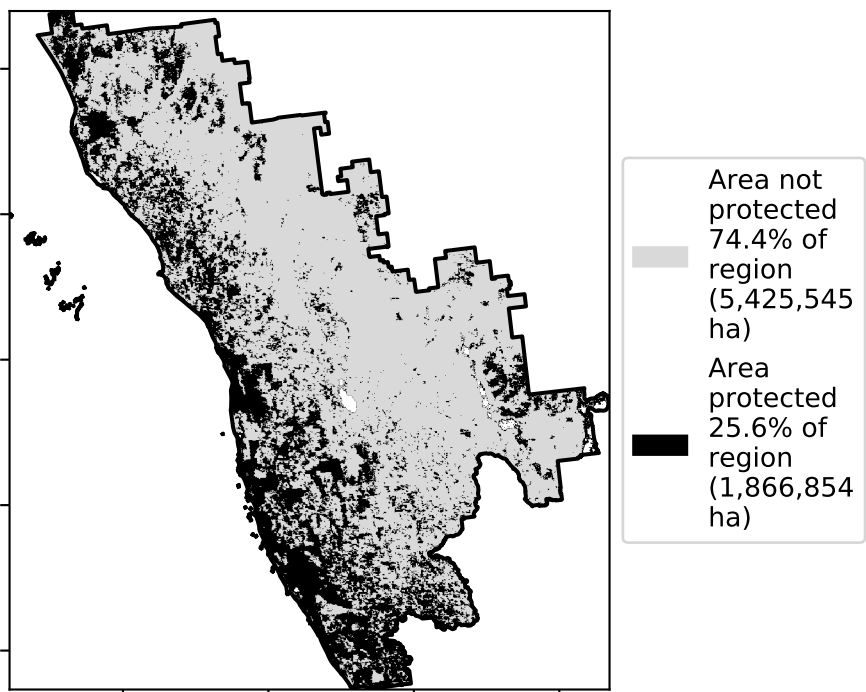 Area not
protected
74.4% of
region
(5,425,545
ha)
Area
protected
25.6% of
region
(1,866,854
ha)